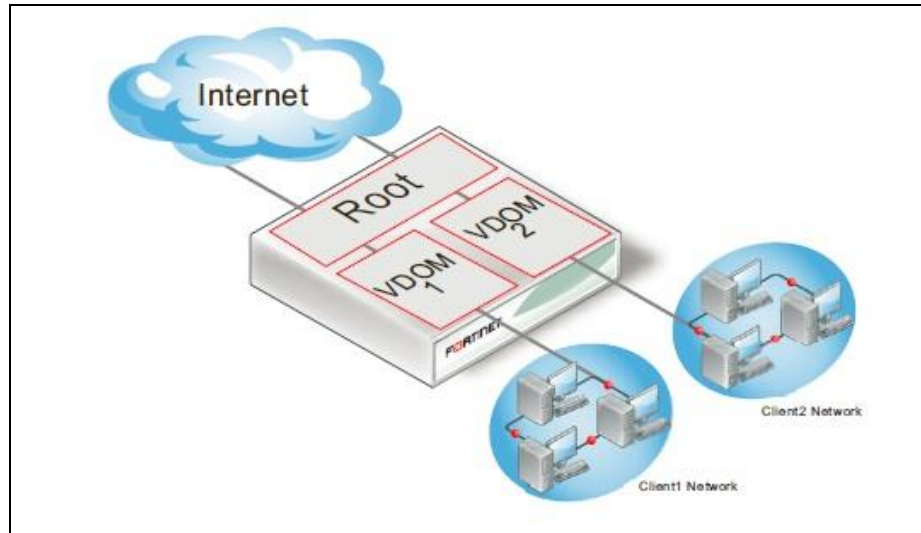 Internet
Root
VDOM
1
VDOM
2
FORTINET
Client2 Network
Client1 Network